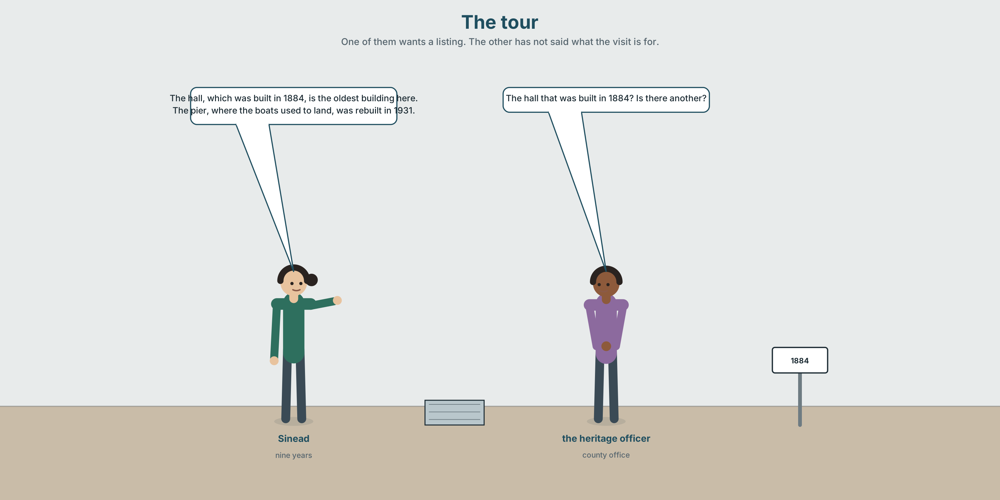 The tour
One of them wants a listing. The other has not said what the visit is for.
The hall, which was built in 1884, is the oldest building here.
The pier, where the boats used to land, was rebuilt in 1931.
The hall that was built in 1884? Is there another?
1884
Sinead
nine years
the heritage officer
county office